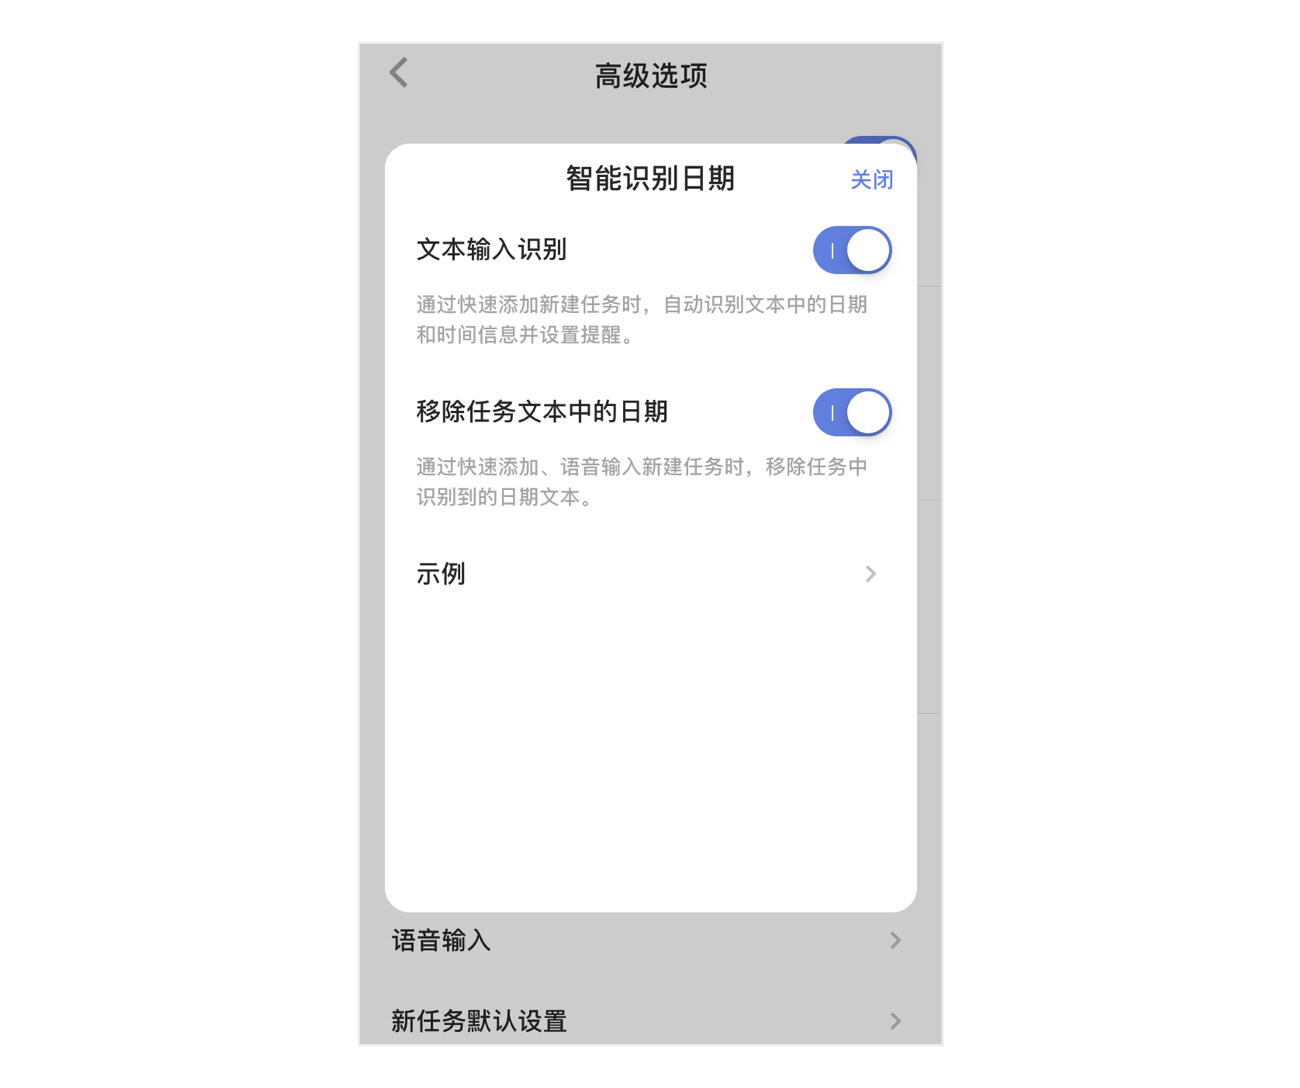 高级选项
智能识别日期
关闭
文本输入识别
通过快速添加新建任务时，自动识别文本中的日期
和时间信息并设置提醒。
移除任务文本中的日期
通过快速添加、语音输入新建任务时，移除任务中
识别到的日期文本。
示例
语音输入
新任务默认设置